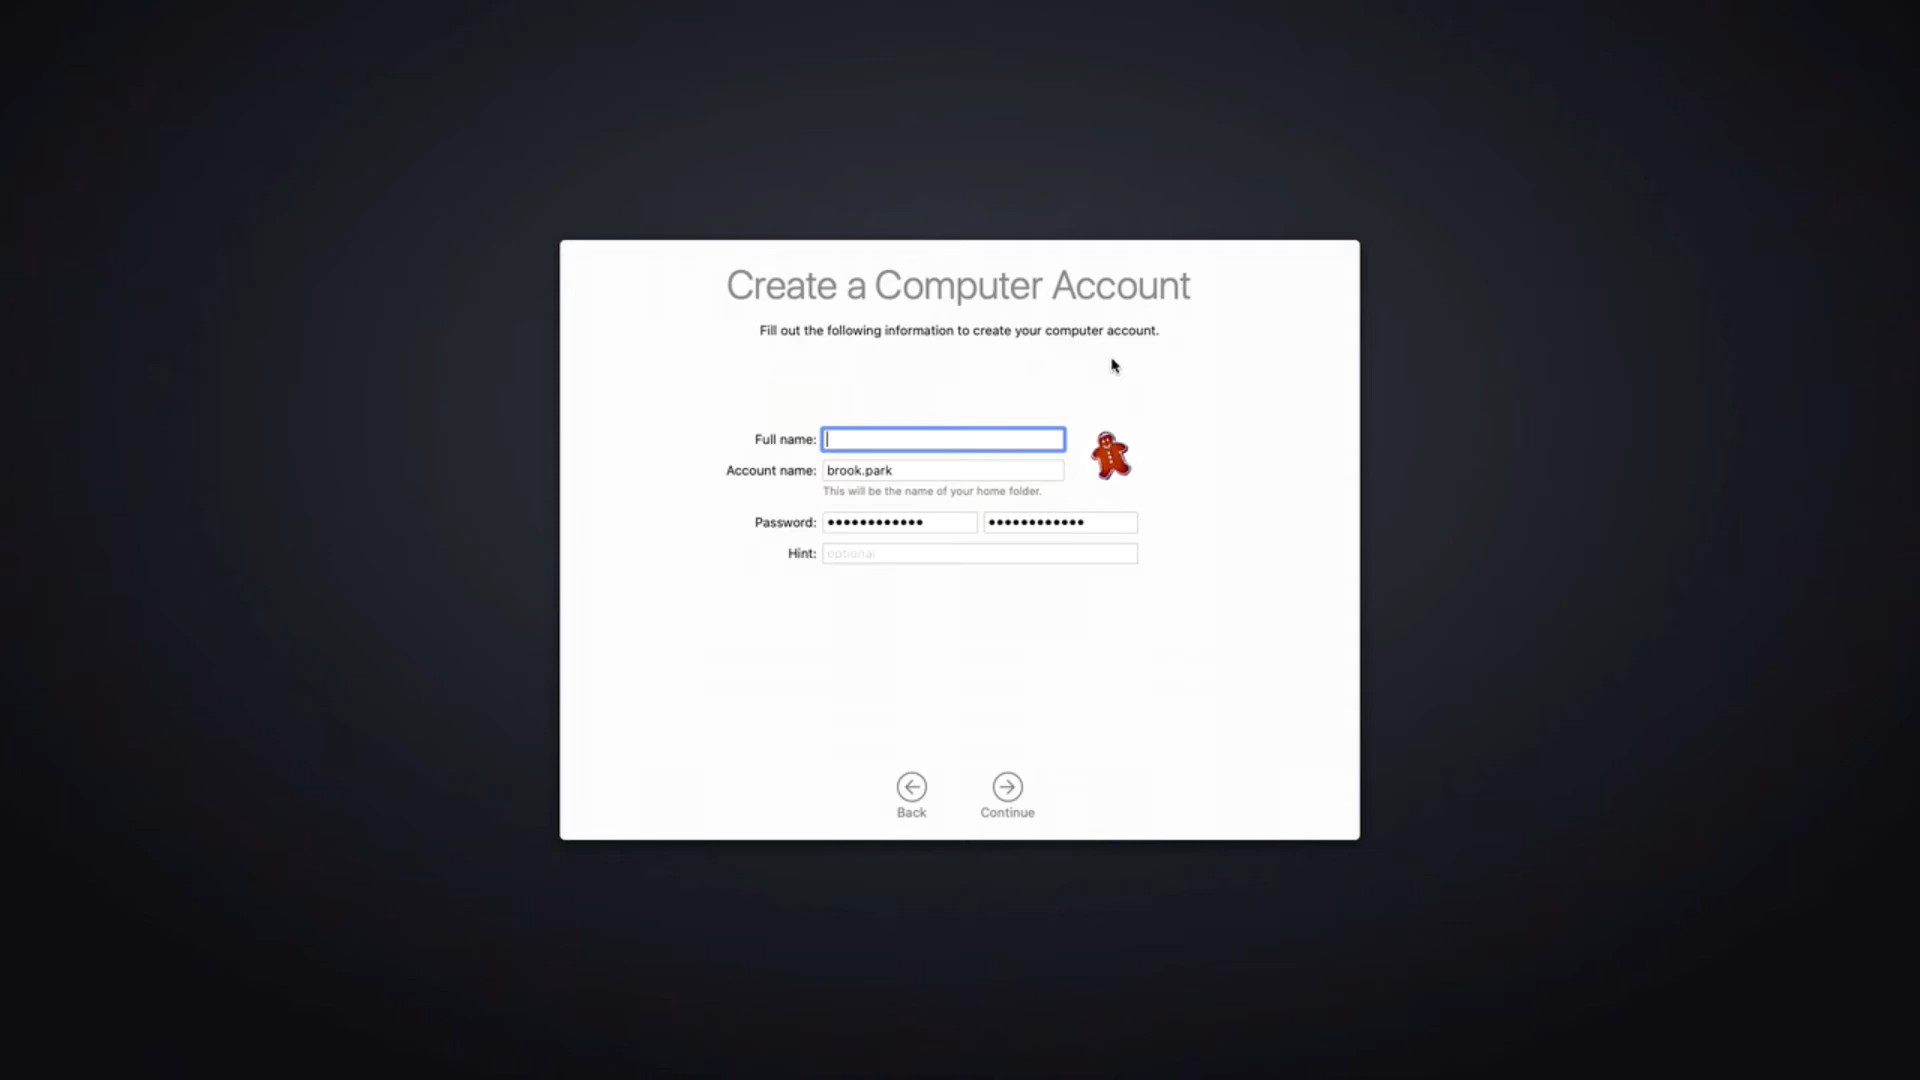 Create a Computer Account
Fill out the following information to create your computer account.
Full name:
Account name: brook.park
This will be the name of your home folder.
Password: •••••••••••• ••••••••••••
Hint: optional
Back Continue